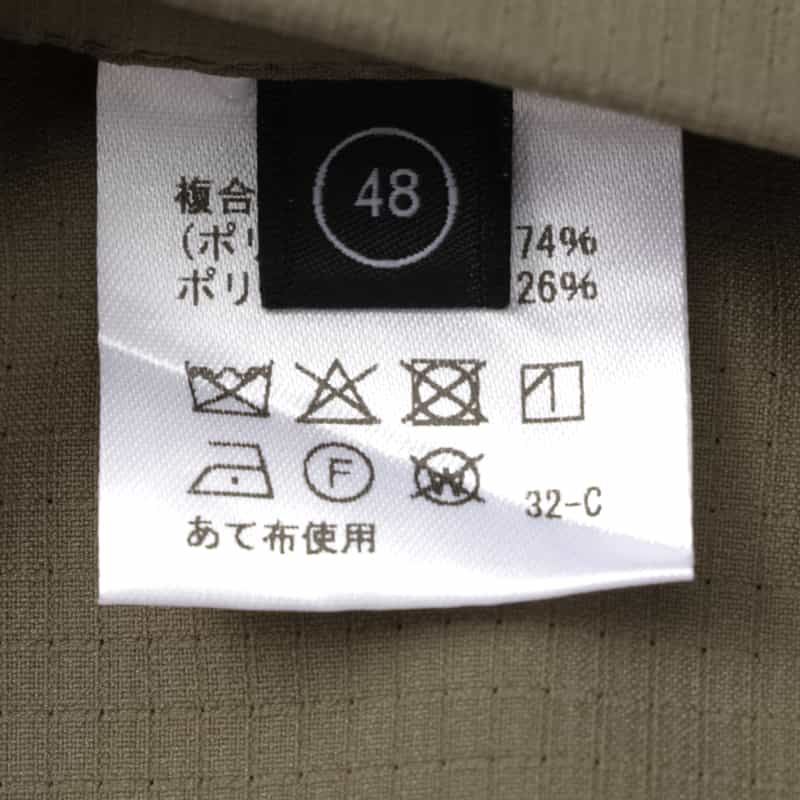 48
複合
(ポリ 74%
ポリ 26%
F W
32-C
あて布使用